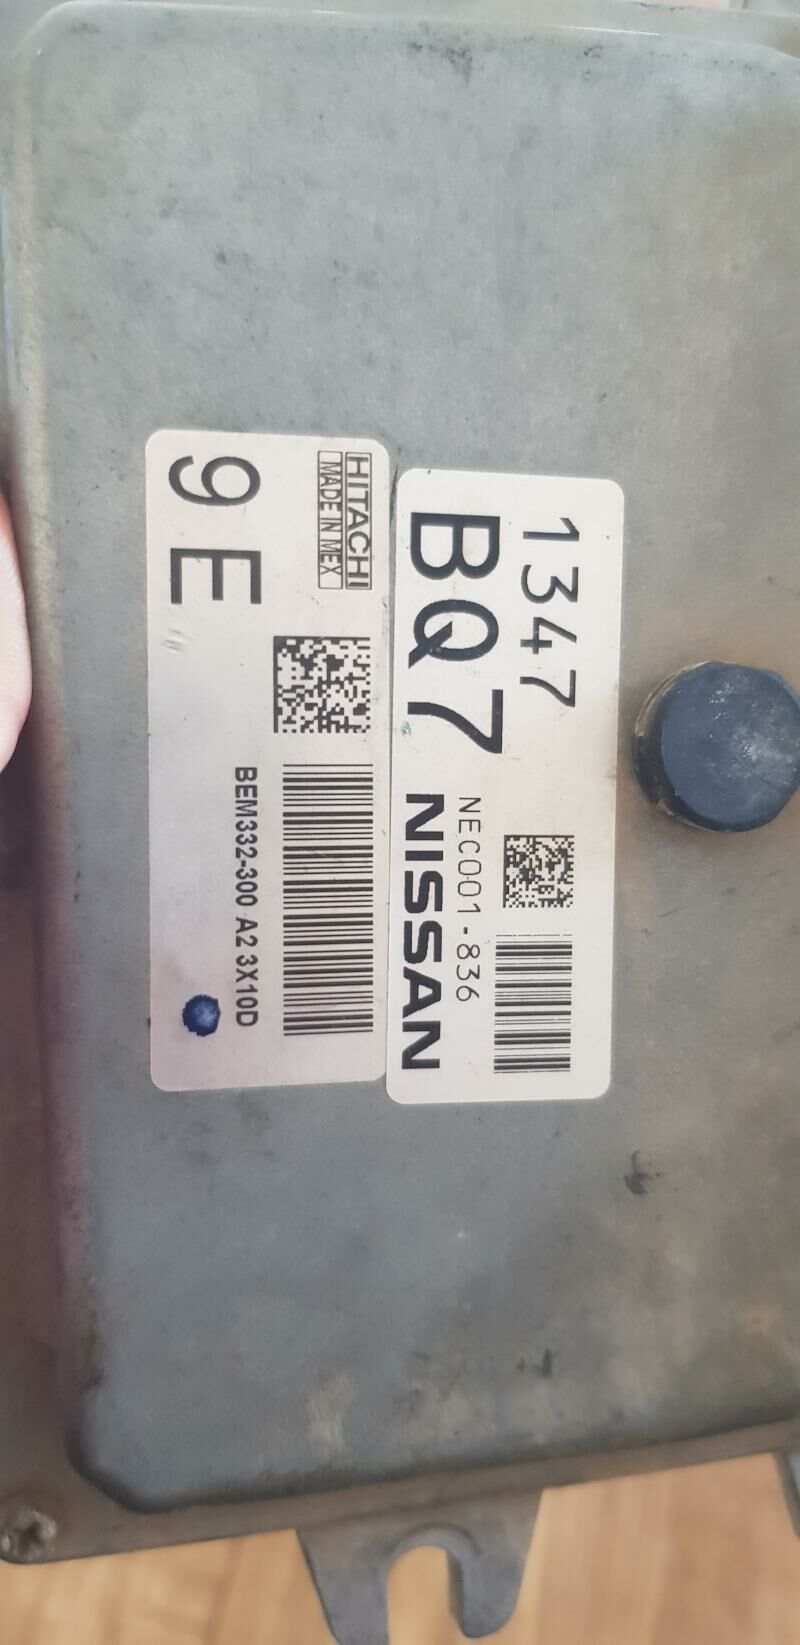 1347
BQ7
NEC001-836
NISSAN
HITACHI
MADE IN MEX
9E
BEM332-300 A2 3X10D